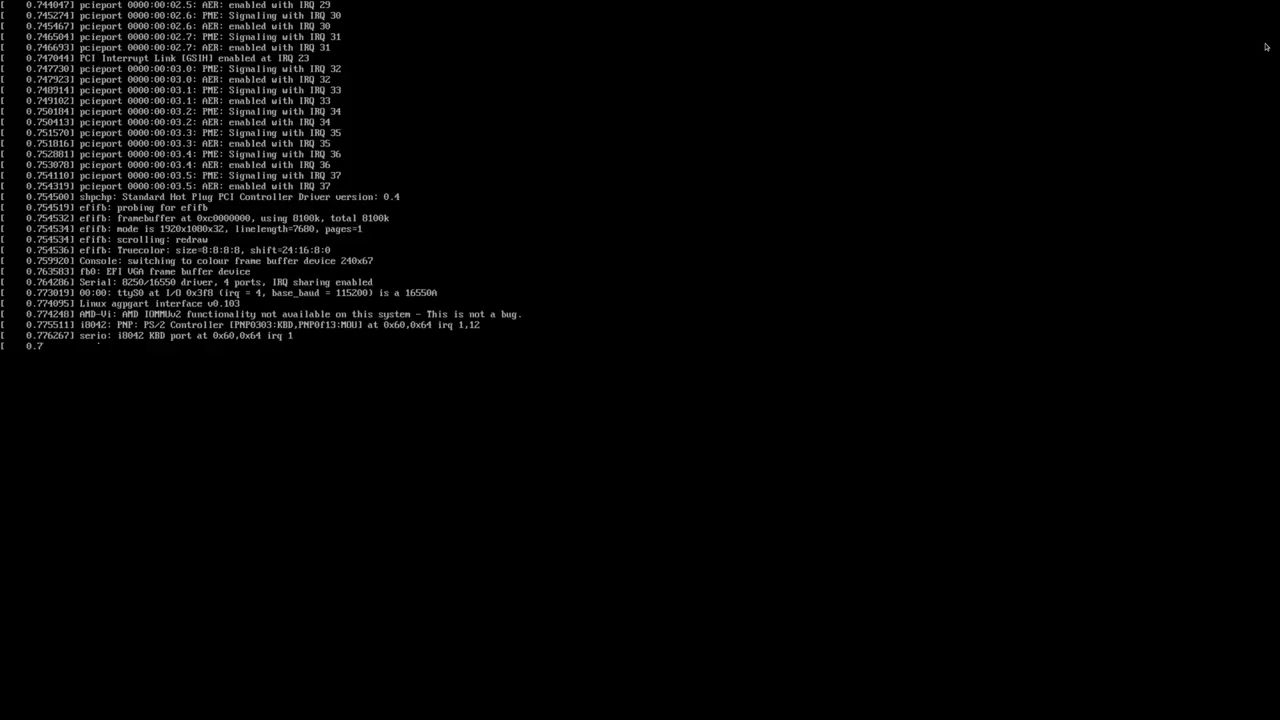 [    0.744047] pcieport 0000:00:02.5: AER: enabled with IRQ 29
[    0.745274] pcieport 0000:00:02.6: PME: Signaling with IRQ 30
[    0.745467] pcieport 0000:00:02.6: AER: enabled with IRQ 30
[    0.746504] pcieport 0000:00:02.7: PME: Signaling with IRQ 31
[    0.746693] pcieport 0000:00:02.7: AER: enabled with IRQ 31
[    0.747044] PCI Interrupt Link [GSIH] enabled at IRQ 23
[    0.747730] pcieport 0000:00:03.0: PME: Signaling with IRQ 32
[    0.747923] pcieport 0000:00:03.0: AER: enabled with IRQ 32
[    0.748914] pcieport 0000:00:03.1: PME: Signaling with IRQ 33
[    0.749102] pcieport 0000:00:03.1: AER: enabled with IRQ 33
[    0.750184] pcieport 0000:00:03.2: PME: Signaling with IRQ 34
[    0.750413] pcieport 0000:00:03.2: AER: enabled with IRQ 34
[    0.751570] pcieport 0000:00:03.3: PME: Signaling with IRQ 35
[    0.751816] pcieport 0000:00:03.3: AER: enabled with IRQ 35
[    0.752881] pcieport 0000:00:03.4: PME: Signaling with IRQ 36
[    0.753078] pcieport 0000:00:03.4: AER: enabled with IRQ 36
[    0.754110] pcieport 0000:00:03.5: PME: Signaling with IRQ 37
[    0.754319] pcieport 0000:00:03.5: AER: enabled with IRQ 37
[    0.754500] shpchp: Standard Hot Plug PCI Controller Driver version: 0.4
[    0.754519] efifb: probing for efifb
[    0.754532] efifb: framebuffer at 0xc0000000, using 8100k, total 8100k
[    0.754534] efifb: mode is 1920x1080x32, linelength=7680, pages=1
[    0.754534] efifb: scrolling: redraw
[    0.754536] efifb: Truecolor: size=8:8:8:8, shift=24:16:8:0
[    0.759920] Console: switching to colour frame buffer device 240x67
[    0.763583] fb0: EFI VGA frame buffer device
[    0.764286] Serial: 8250/16550 driver, 4 ports, IRQ sharing enabled
[    0.773019] 00:00: ttyS0 at I/O 0x3f8 (irq = 4, base_baud = 115200) is a 16550A
[    0.774095] Linux agpgart interface v0.103
[    0.774248] AMD-Vi: AMD IOMMUv2 functionality not available on this system - This is not a bug.
[    0.775511] i8042: PNP: PS/2 Controller [PNP0303:KBD,PNP0f13:MOU] at 0x60,0x64 irq 1,12
[    0.776267] serio: i8042 KBD port at 0x60,0x64 irq 1
[    0.7